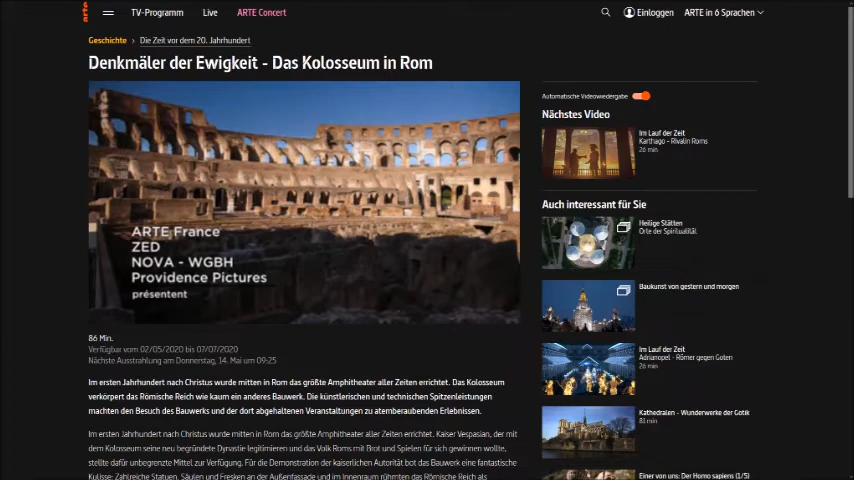 arte
TV-Programm
Live
ARTE Concert
Einloggen
ARTE in 6 Sprachen
Geschichte › Die Zeit vor dem 20. Jahrhundert
Denkmäler der Ewigkeit - Das Kolosseum in Rom
ARTE France
ZED
NOVA - WGBH
Providence Pictures
présentent
86 Min.
Verfügbar vom 02/05/2020 bis 07/07/2020
Nächste Ausstrahlung am Donnerstag, 14. Mai um 09:25
Im ersten Jahrhundert nach Christus wurde mitten in Rom das größte Amphitheater aller Zeiten errichtet. Das Kolosseum
verkörpert das Römische Reich wie kaum ein anderes Bauwerk. Die künstlerischen und technischen Spitzenleistungen
machten den Besuch des Bauwerks und der dort abgehaltenen Veranstaltungen zu atemberaubenden Erlebnissen.
Im ersten Jahrhundert nach Christus wurde mitten in Rom das größte Amphitheater aller Zeiten errichtet. Kaiser Vespasian, der mit
dem Kolosseum seine neu begründete Dynastie legitimieren und das Volk Roms mit Brot und Spielen für sich gewinnen wollte,
stellte dafür unbegrenzte Mittel zur Verfügung. Für die Demonstration der kaiserlichen Autorität bot das Bauwerk eine fantastische
Kulisse: Zahlreiche Statuen, Säulen und Fresken an der Außenfassade und im Innenraum rühmten das Römische Reich als
Automatische Videowiedergabe
Nächstes Video
Im Lauf der Zeit
Karthago - Rivalin Roms
26 min
Auch interessant für Sie
Heilige Stätten
Orte der Spiritualität
Baukunst von gestern und morgen
Im Lauf der Zeit
Adrianopel - Römer gegen Goten
26 min
Kathedralen - Wunderwerke der Gotik
81 min
Einer von uns: Der Homo sapiens (1/5)